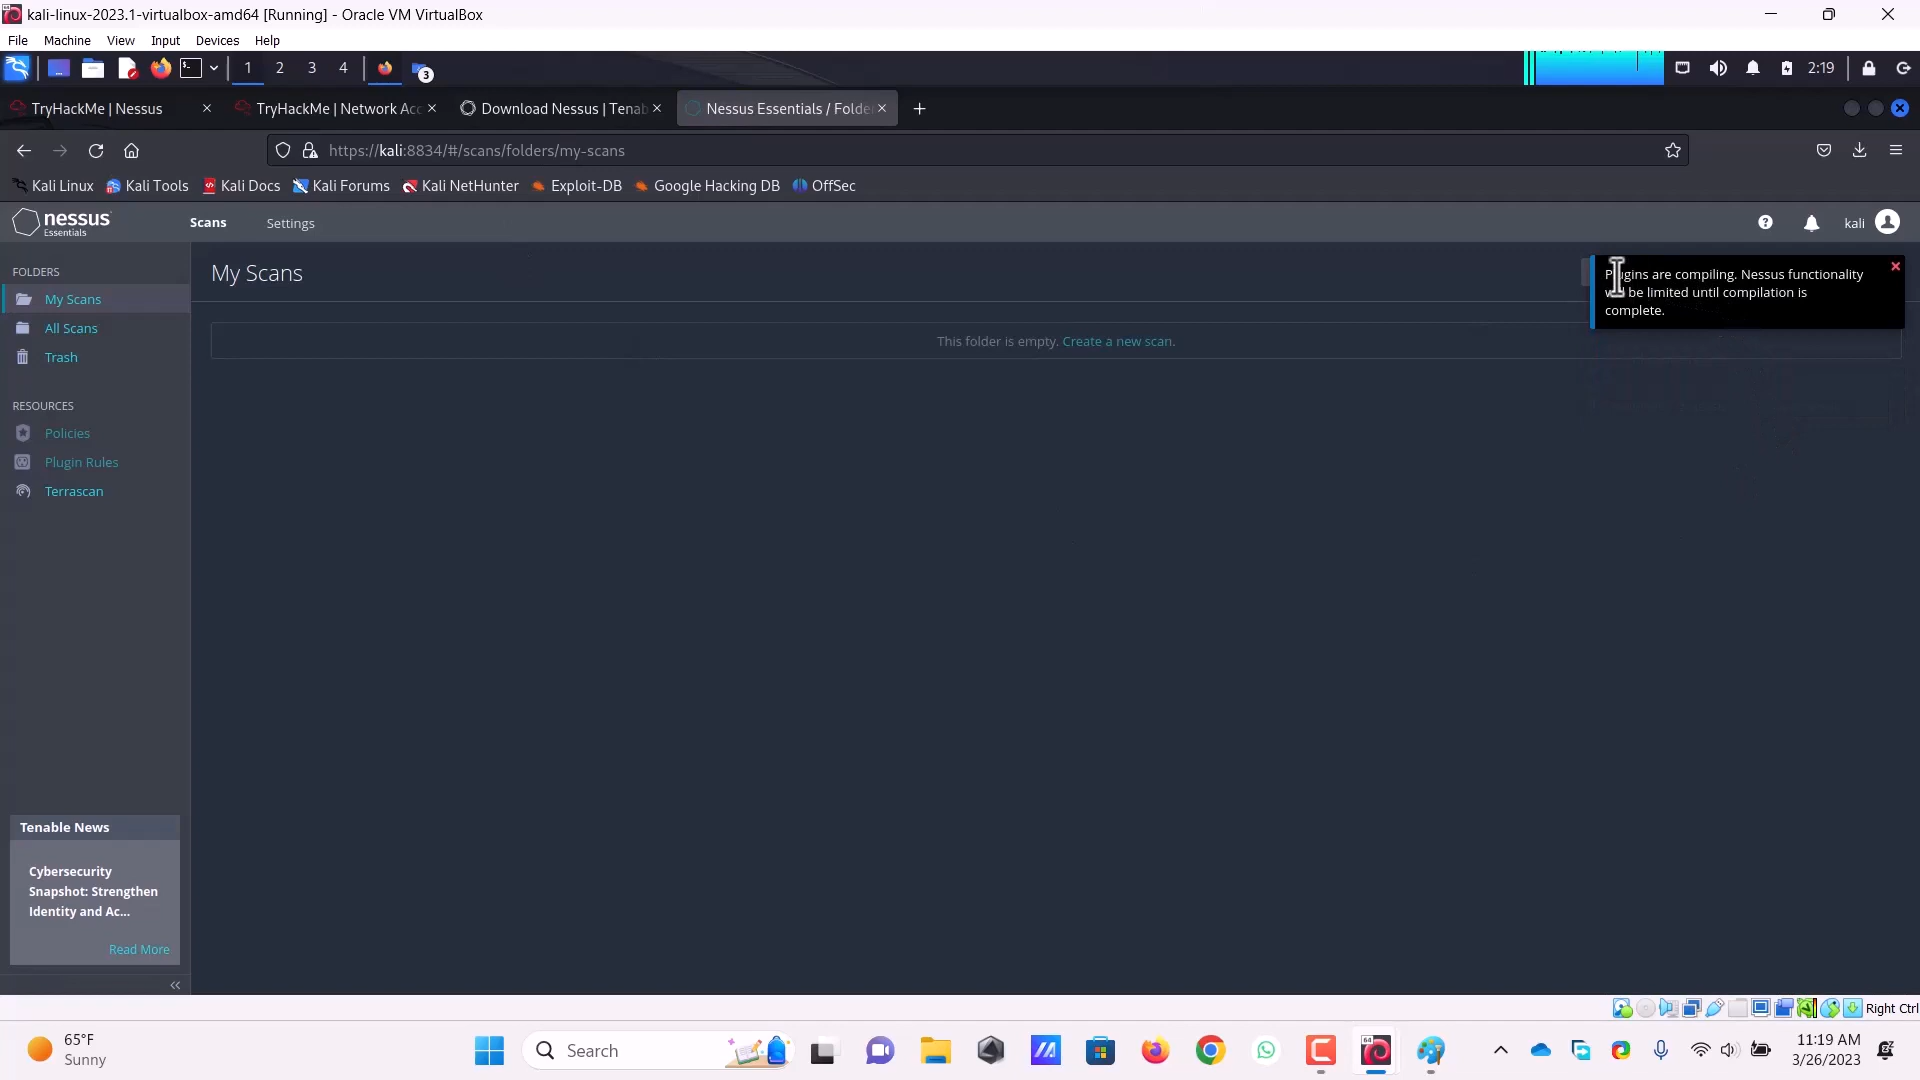 kali-linux-2023.1-virtualbox-amd64 [Running] - Oracle VM VirtualBox
File Machine View Input Devices Help
1 2 3 4 3 2:19
TryHackMe | Nessus TryHackMe | Network Acc Download Nessus | Tenab Nessus Essentials / Folde
https://kali:8834/#/scans/folders/my-scans
Kali Linux Kali Tools Kali Docs Kali Forums Kali NetHunter Exploit-DB Google Hacking DB OffSec
nessus Essentials Scans Settings kali
FOLDERS
My Scans
All Scans
Trash
RESOURCES
Policies
Plugin Rules
Terrascan
My Scans
Plugins are compiling. Nessus functionality
be limited until compilation is
complete.
This folder is empty. Create a new scan.
Tenable News
Cybersecurity
Snapshot: Strengthen
Identity and Ac...
Read More
Right Ctrl
65°F
Sunny
Search
11:19 AM
3/26/2023